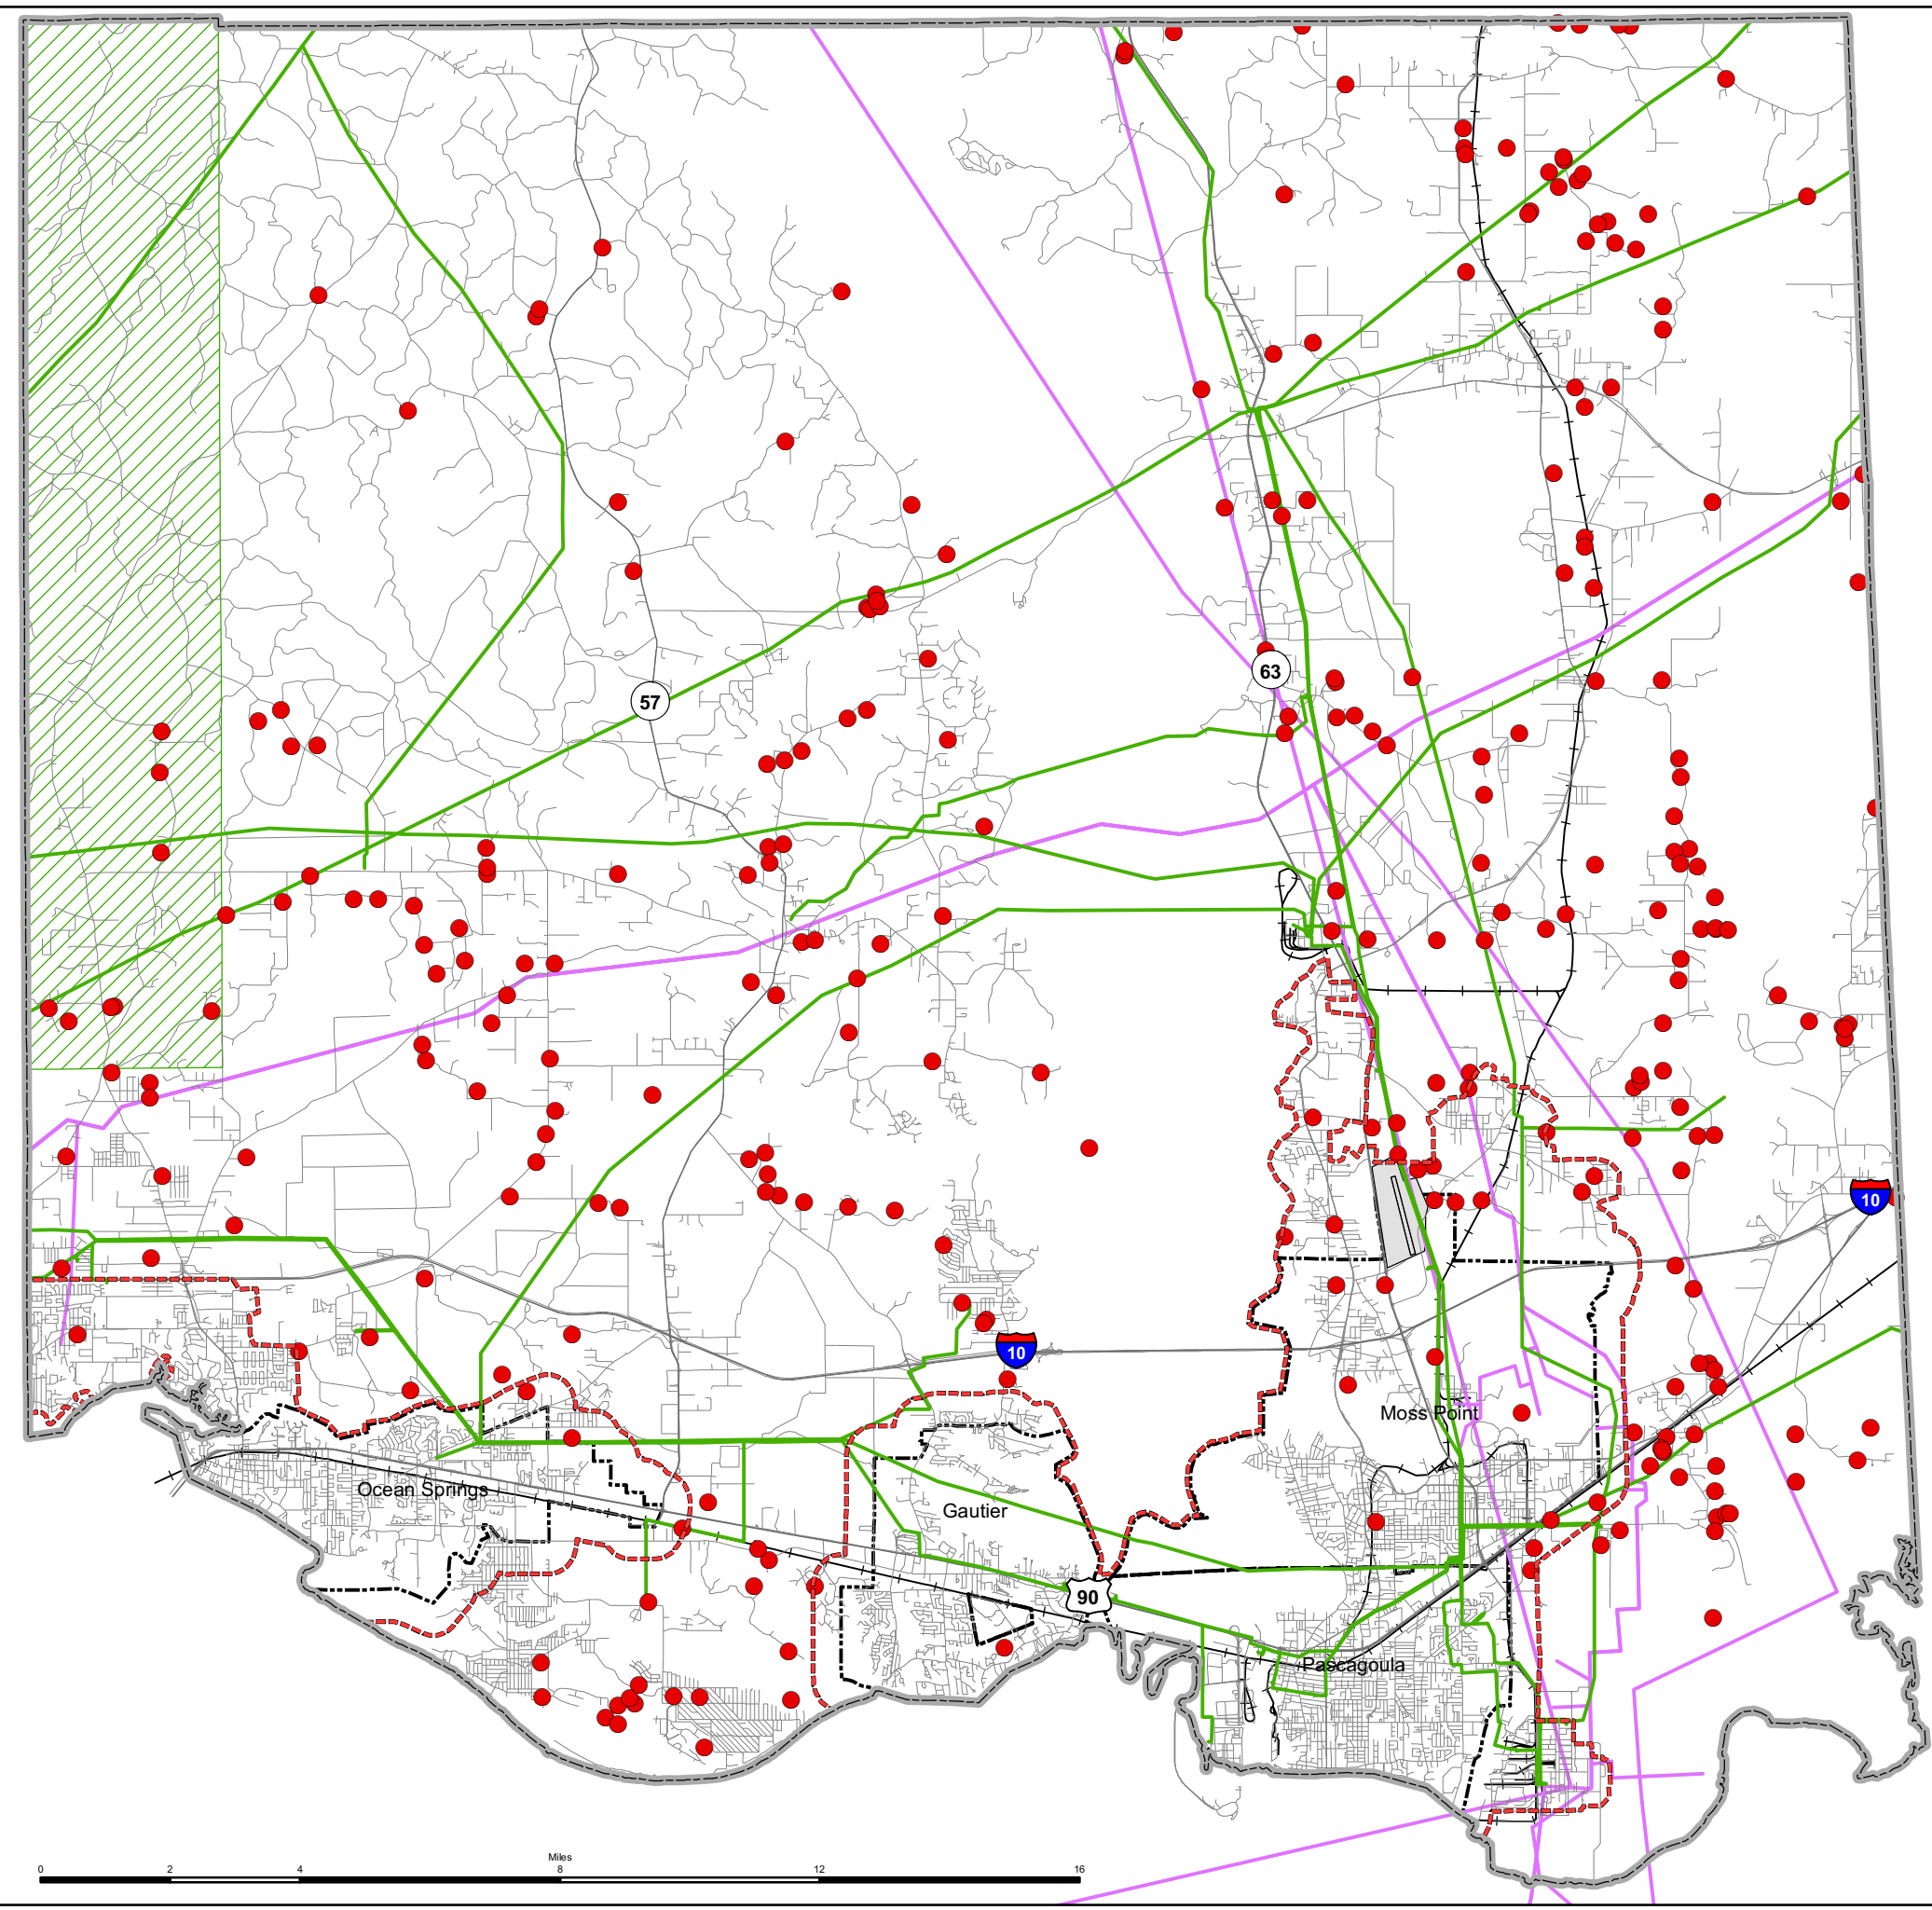 63
57
10
10
Moss Point
Ocean Springs
Gautier
90
Pascagoula
Miles
0 2 4 8 12 16